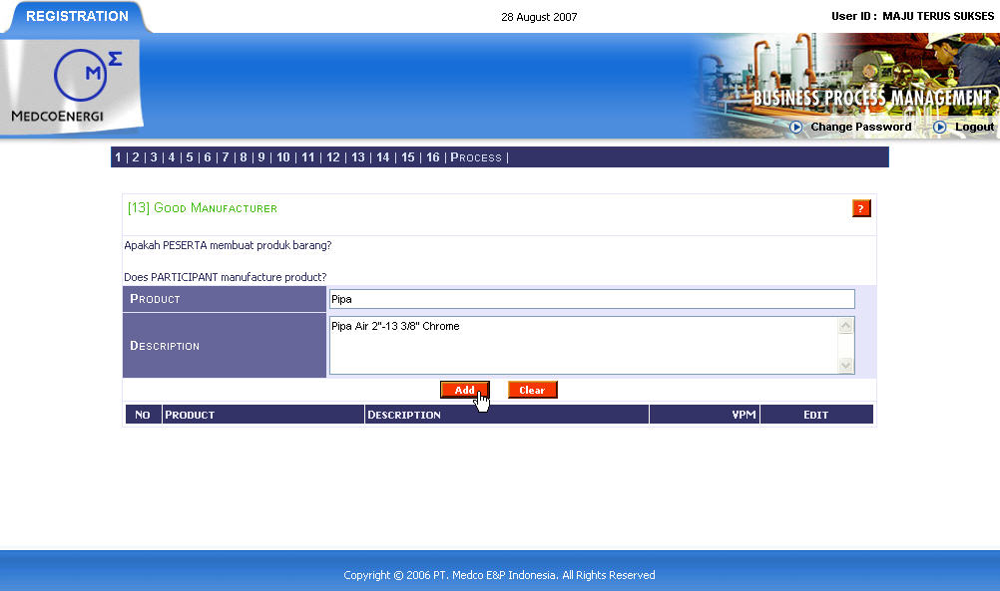 REGISTRATION
28 August 2007
User ID : MAJU TERUS SUKSES
M Σ
MEDCOENERGI
BUSINESS PROCESS MANAGEMENT
Change Password
Logout
1 | 2 | 3 | 4 | 5 | 6 | 7 | 8 | 9 | 10 | 11 | 12 | 13 | 14 | 15 | 16 | PROCESS |
[13] GOOD MANUFACTURER
?
Apakah PESERTA membuat produk barang?
Does PARTICIPANT manufacture product?
PRODUCT Pipa
DESCRIPTION Pipa Air 2"-13 3/8" Chrome
Add Clear
NO PRODUCT DESCRIPTION VPM EDIT
Copyright © 2006 PT. Medco E&P Indonesia. All Rights Reserved